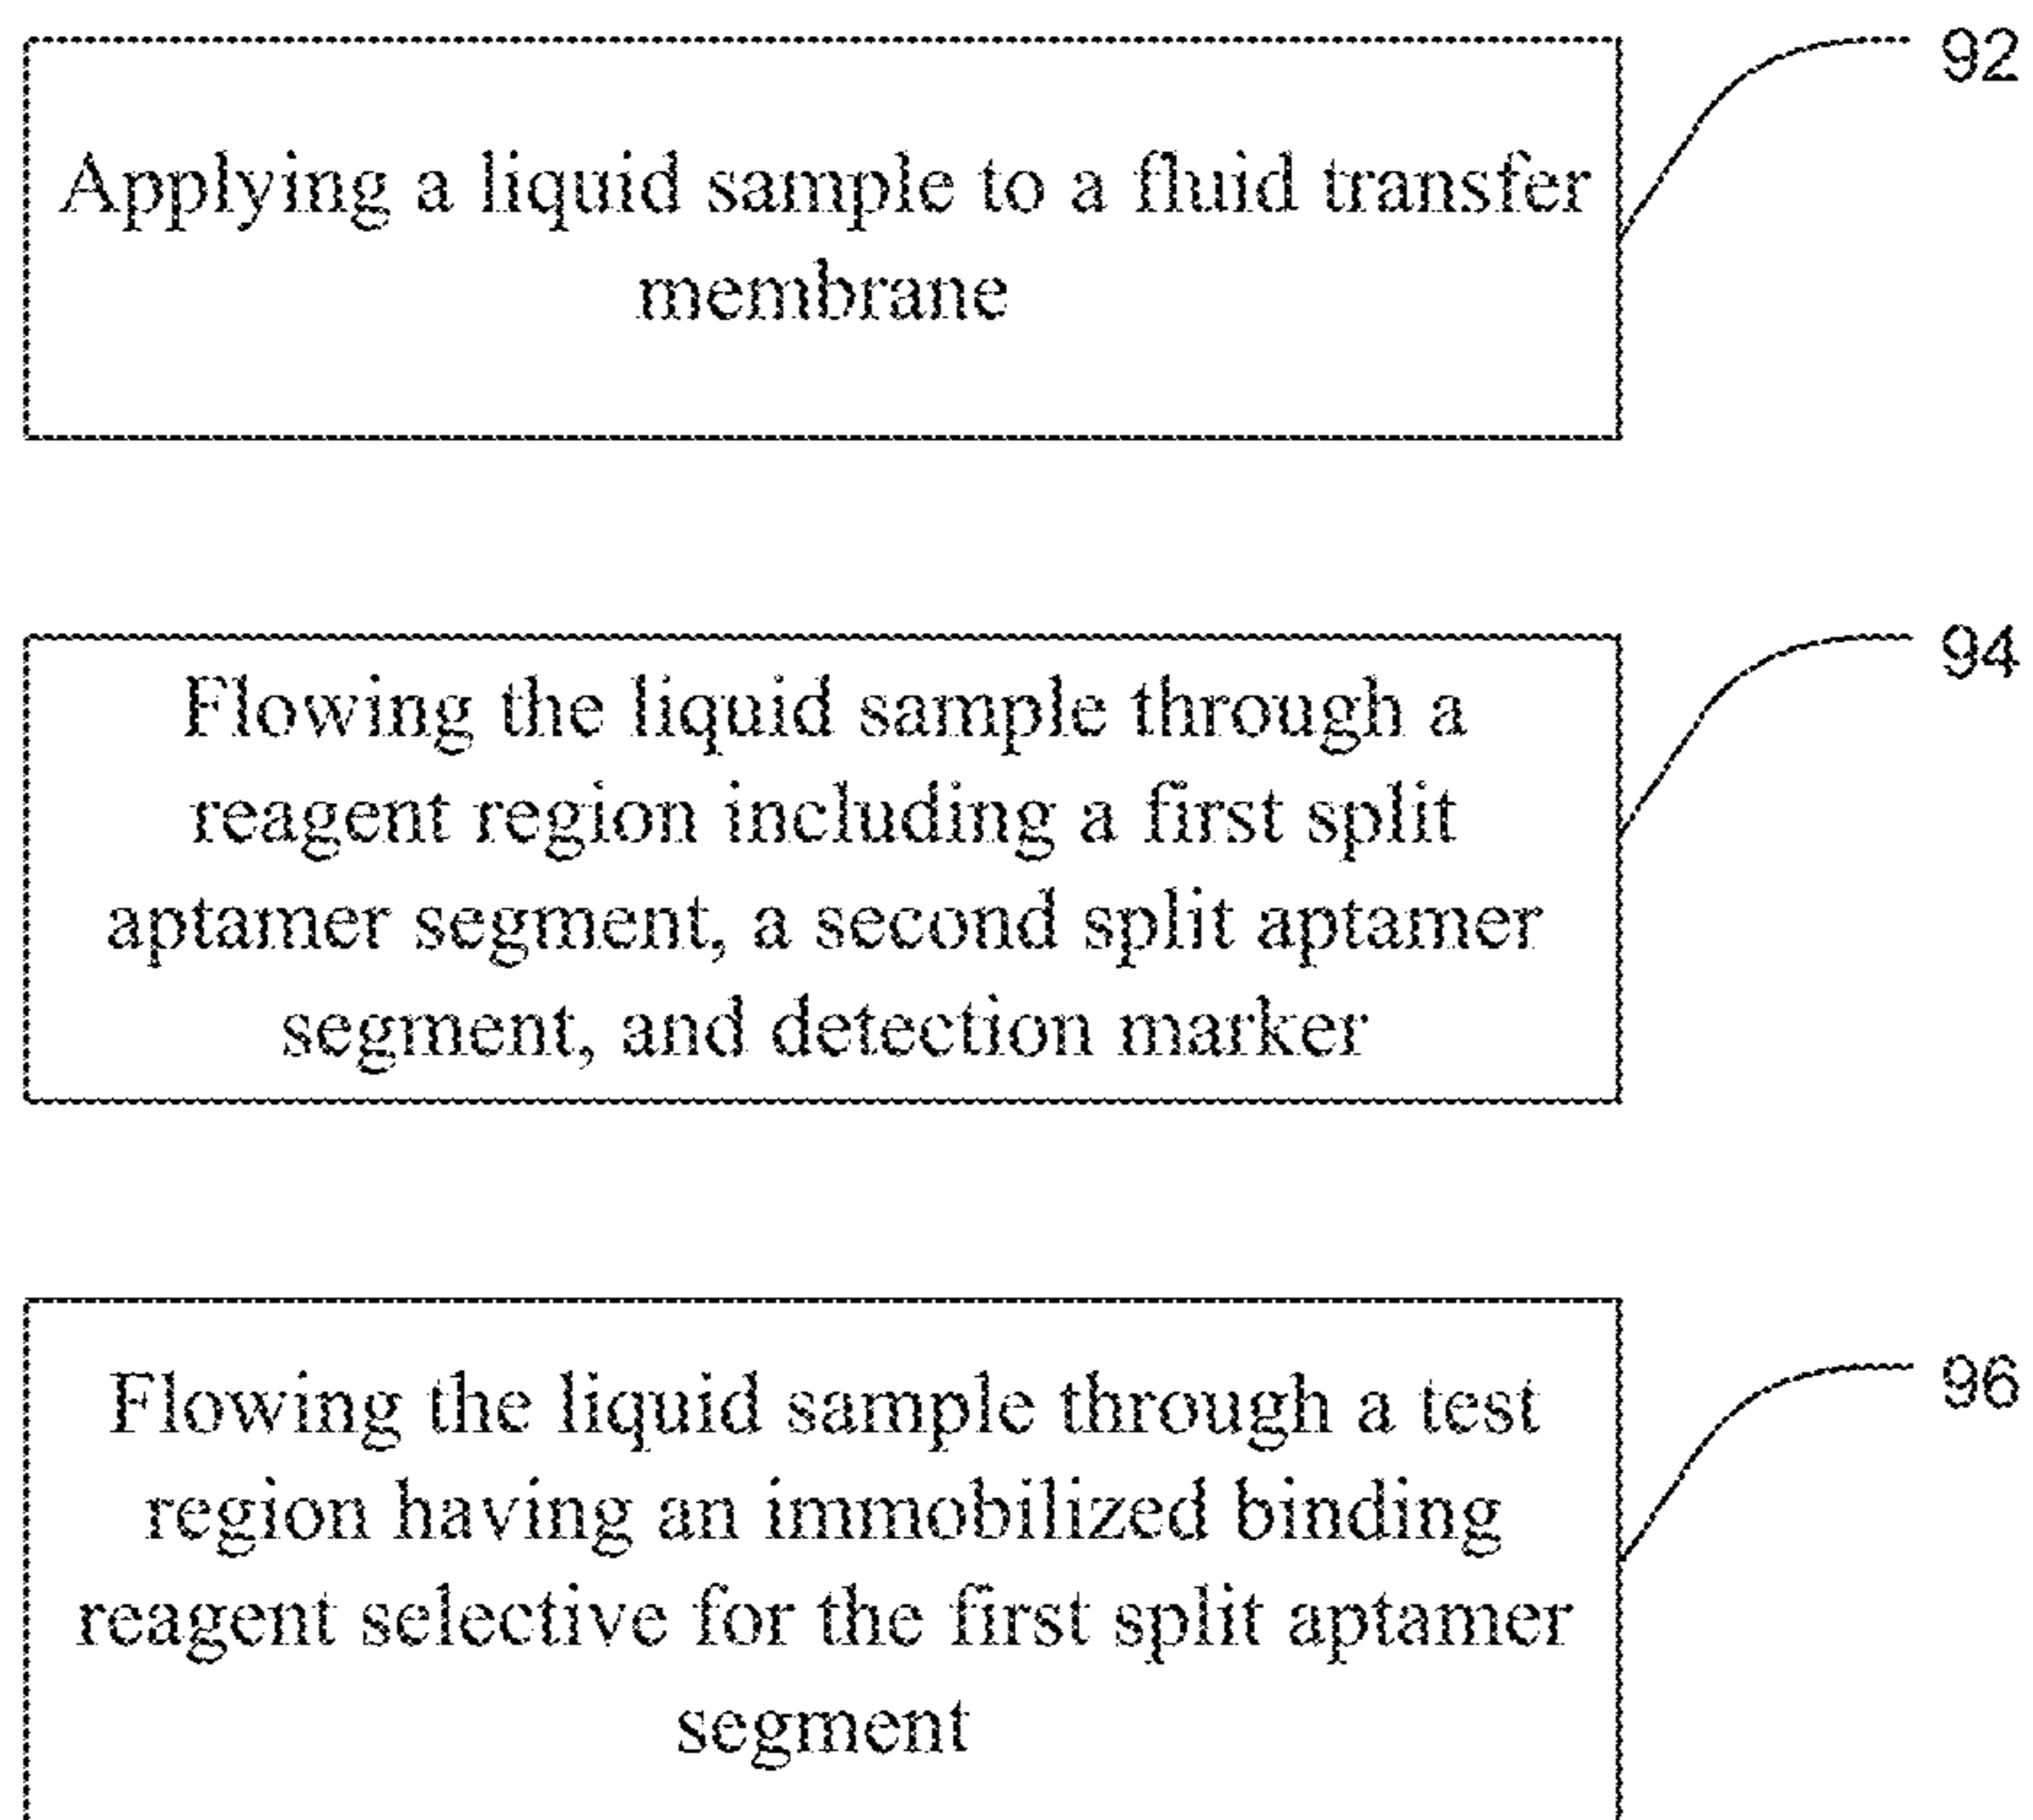 92
Applying a liquid sample to a fluid transfer
membrane
94
Flowing the liquid sample through a
reagent region including a first split
aptamer segment, a second split aptamer
segment, and detection marker
96
Flowing the liquid sample through a test
region having an immobilized binding
reagent selective for the first split aptamer
segment